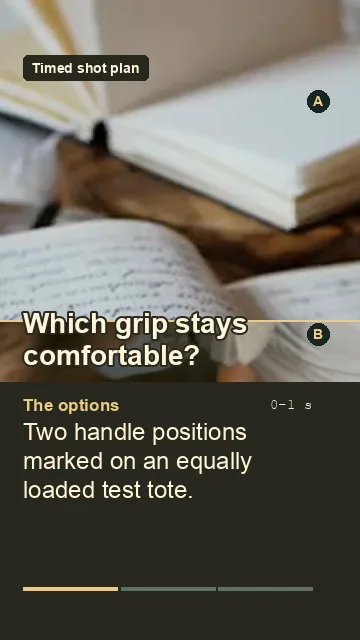 Timed shot plan
A
Which grip stays
B
comfortable?
The options
0–1 s
Two handle positions
marked on an equally
loaded test tote.